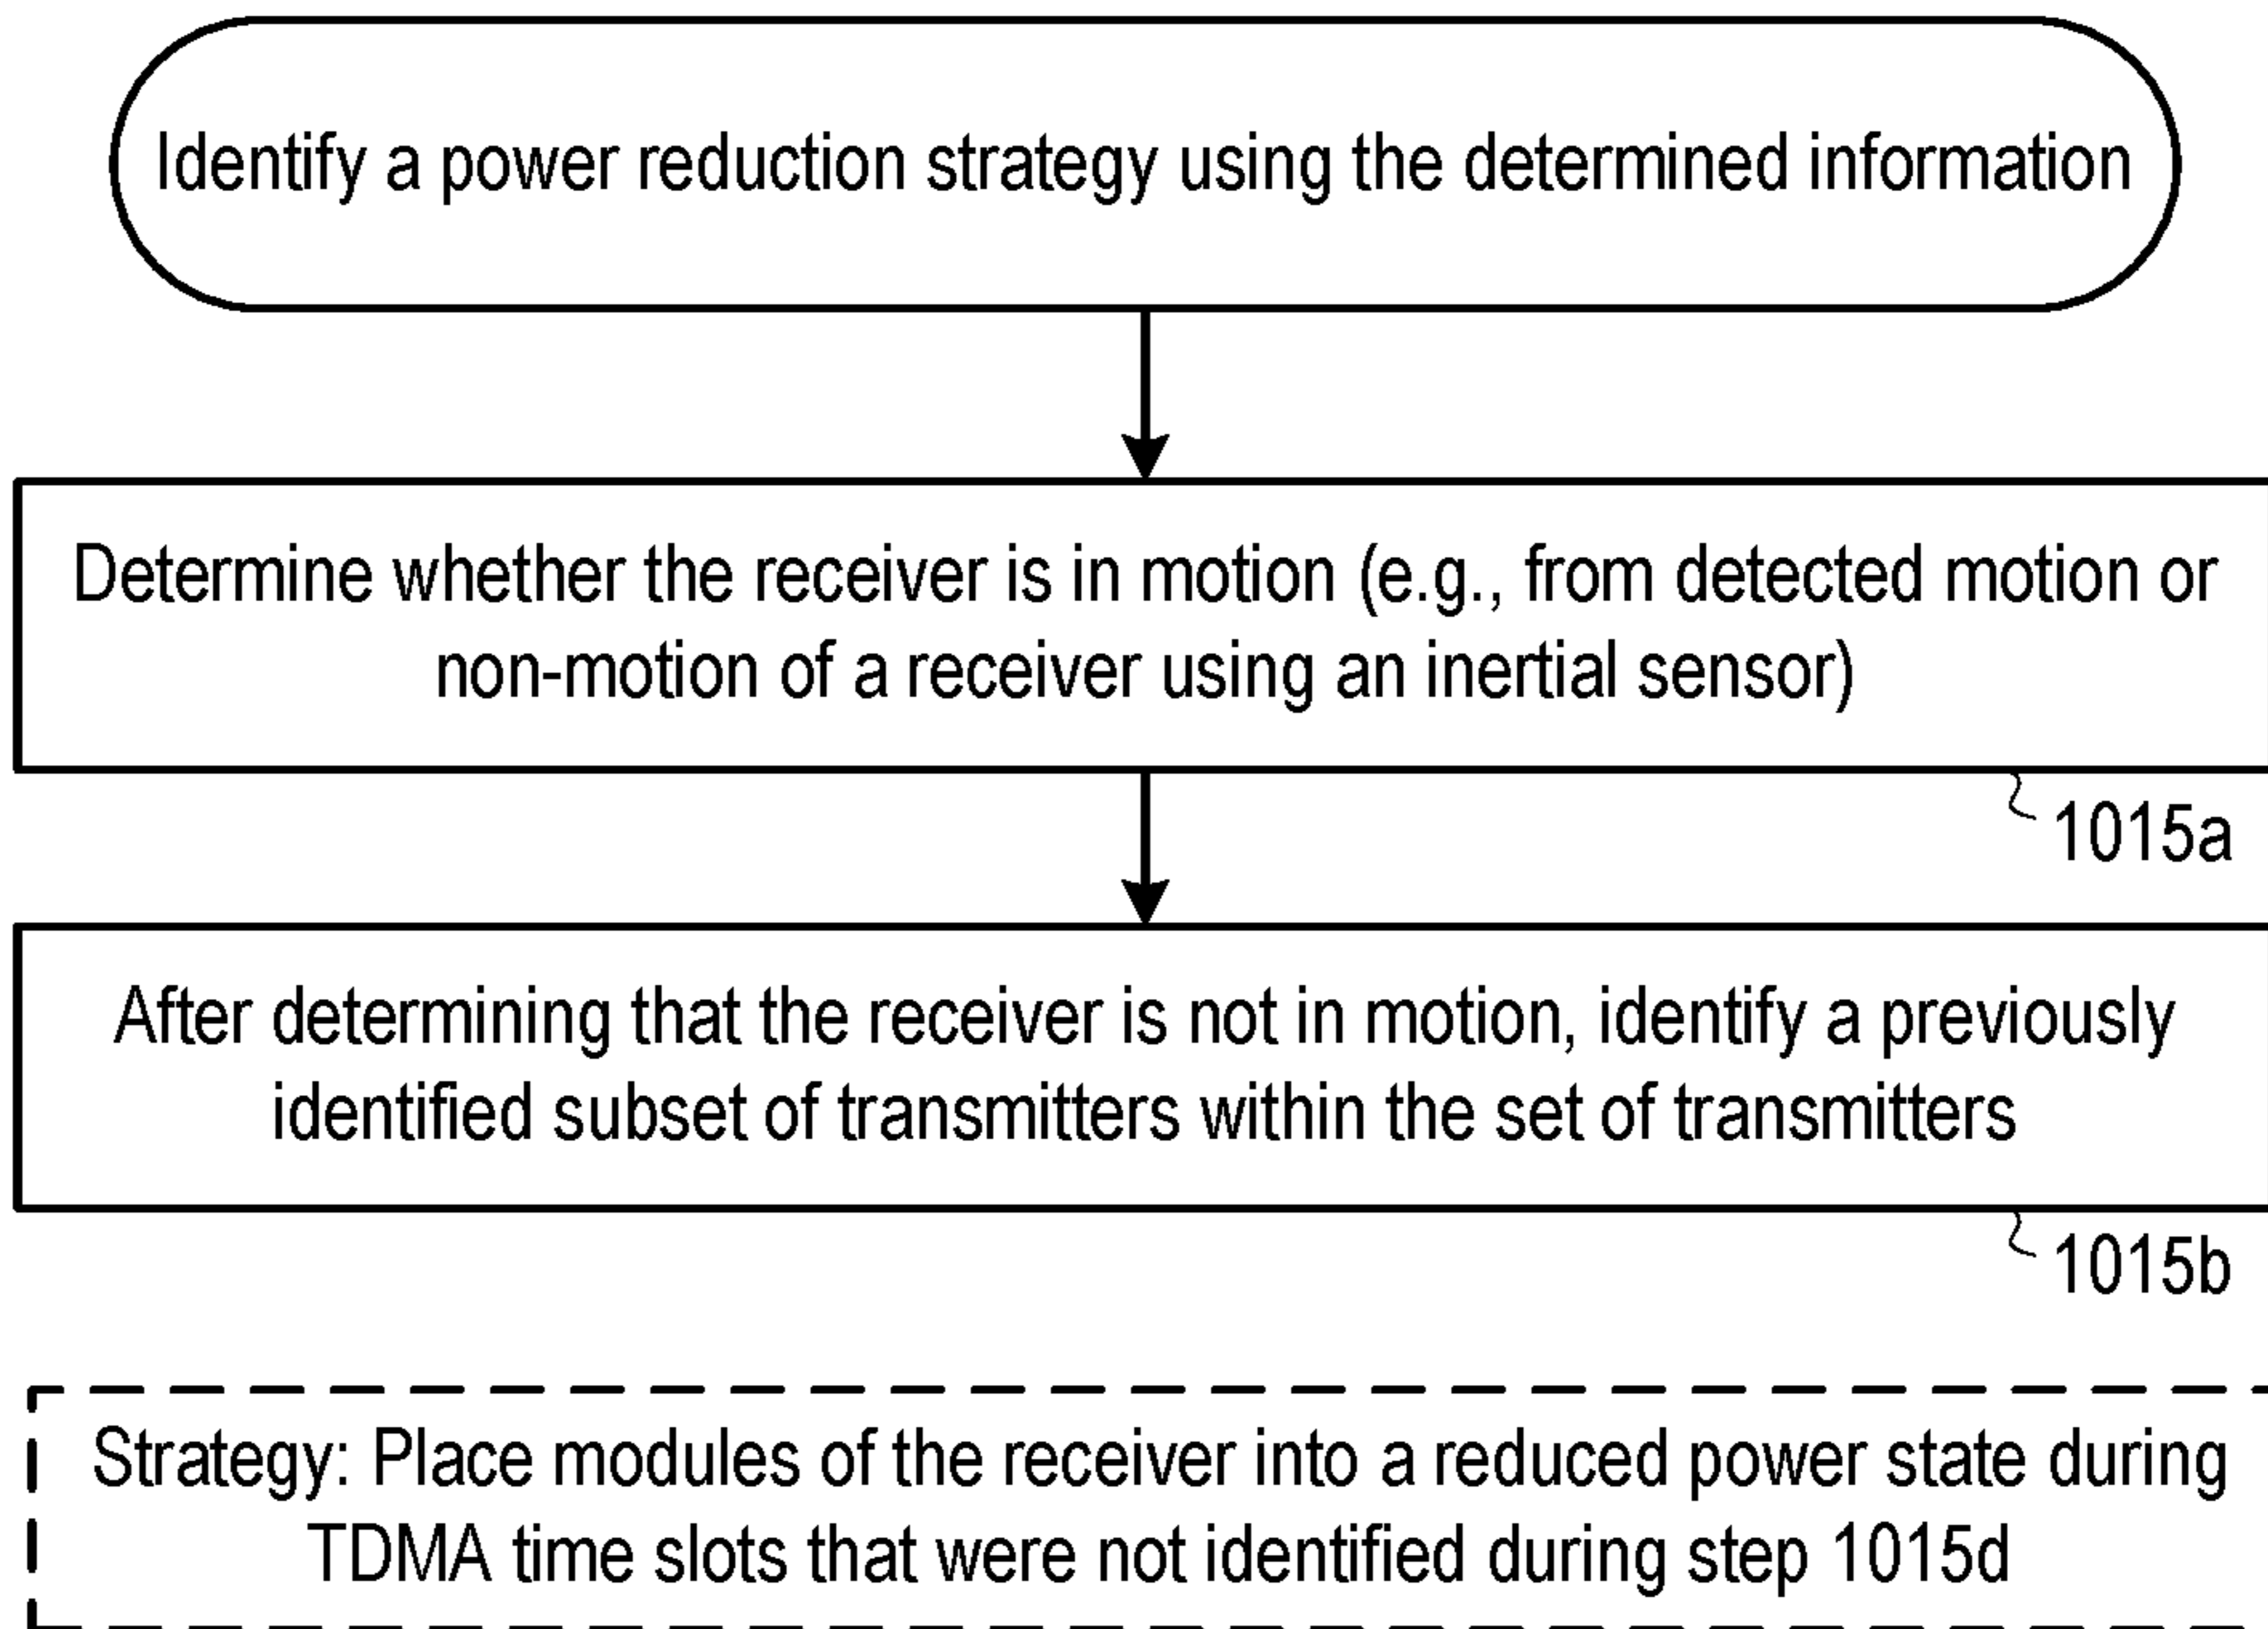 Identify a power reduction strategy using the determined information
Determine whether the receiver is in motion (e.g., from detected motion or
non-motion of a receiver using an inertial sensor)
1015a
After determining that the receiver is not in motion, identify a previously
identified subset of transmitters within the set of transmitters
1015b
Strategy: Place modules of the receiver into a reduced power state during
TDMA time slots that were not identified during step 1015d